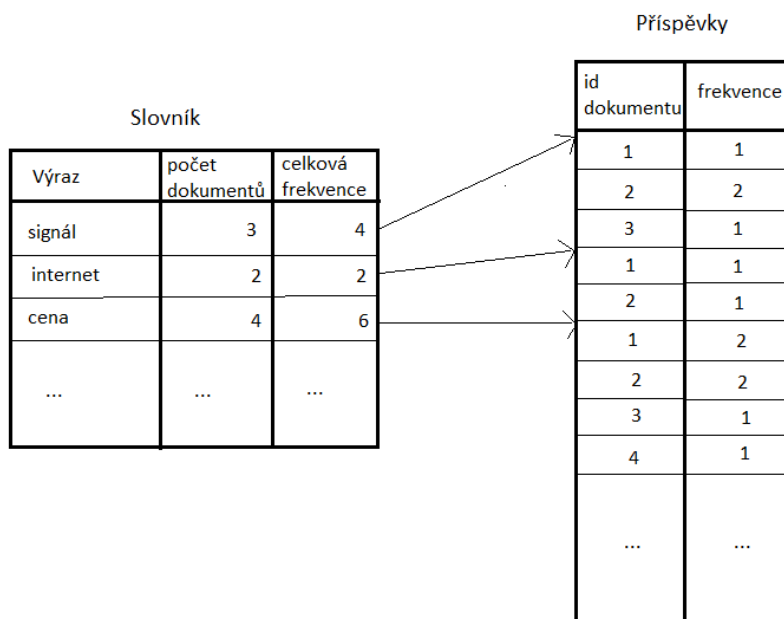 Příspěvky
id dokumentu frekvence
1 1
2 2
3 1
1 1
2 1
1 2
2 2
3 1
4 1
... ...
Slovník
Výraz počet dokumentů celková frekvence
signál 3 4
internet 2 2
cena 4 6
... ... ...